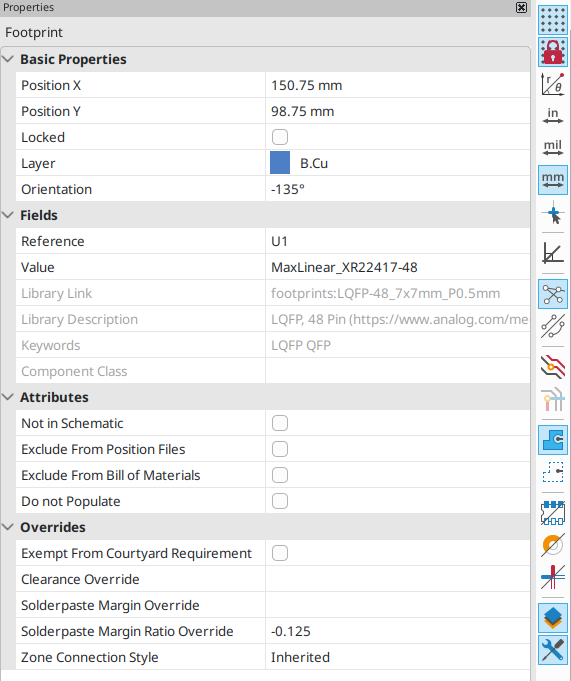 Properties
Footprint
Basic Properties
Position X 150.75 mm
Position Y 98.75 mm
Locked
Layer B.Cu
Orientation -135°
Fields
Reference U1
Value MaxLinear_XR22417-48
Library Link footprints:LQFP-48_7x7mm_P0.5mm
Library Description LQFP, 48 Pin (https://www.analog.com/me
Keywords LQFP QFP
Component Class
Attributes
Not in Schematic
Exclude From Position Files
Exclude From Bill of Materials
Do not Populate
Overrides
Exempt From Courtyard Requirement
Clearance Override
Solderpaste Margin Override
Solderpaste Margin Ratio Override -0.125
Zone Connection Style Inherited
r θ
in
mil
mm